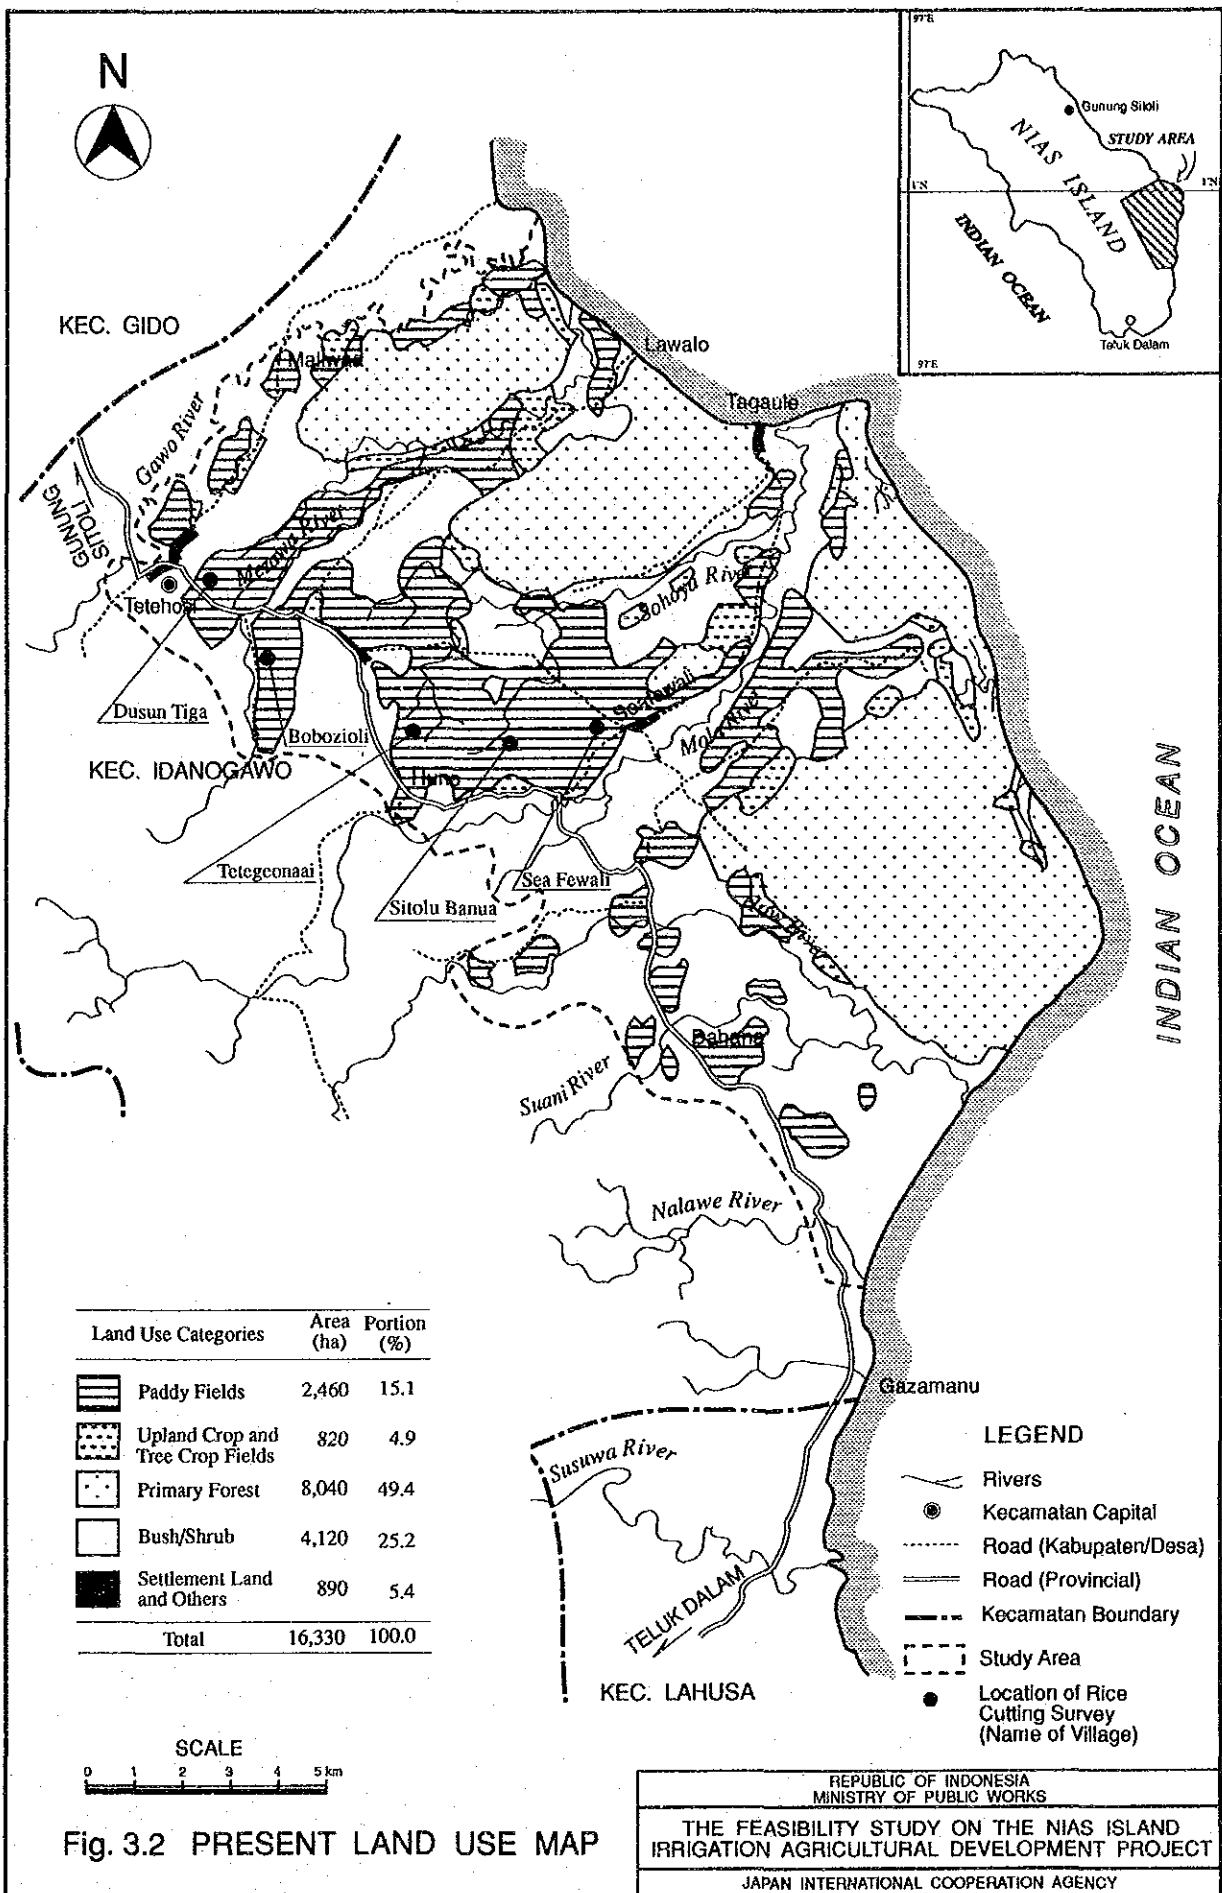 N
97°E
Gunung Sitoli
STUDY AREA
NIAS ISLAND
1°N
1°N
INDIAN OCEAN
Teluk Dalam
97°E
KEC. GIDO
Lawalo
Tagaule
Gawo River
GUNUNG
SITOLI
Mezawa River
Sohoya River
Tetehosi
Dusun Tiga
Bobozioli
KEC. IDANOGAWO
Huno
Tetegeonaai
Sitolu Banua
Sea Fewali
INDIAN OCEAN
Suani River
Nalawe River
Gazamanu
Susuwa River
TELUK DALAM
KEC. LAHUSA
Land Use Categories Area (ha) Portion (%)
Paddy Fields 2,460 15.1
Upland Crop and
Tree Crop Fields 820 4.9
Primary Forest 8,040 49.4
Bush/Shrub 4,120 25.2
Settlement Land
and Others 890 5.4
Total 16,330 100.0
LEGEND
Rivers
Kecamatan Capital
Road (Kabupaten/Desa)
Road (Provincial)
Kecamatan Boundary
Study Area
Location of Rice
Cutting Survey
(Name of Village)
SCALE
0 1 2 3 4 5 km
Fig. 3.2 PRESENT LAND USE MAP
REPUBLIC OF INDONESIA
MINISTRY OF PUBLIC WORKS
THE FEASIBILITY STUDY ON THE NIAS ISLAND
IRRIGATION AGRICULTURAL DEVELOPMENT PROJECT
JAPAN INTERNATIONAL COOPERATION AGENCY